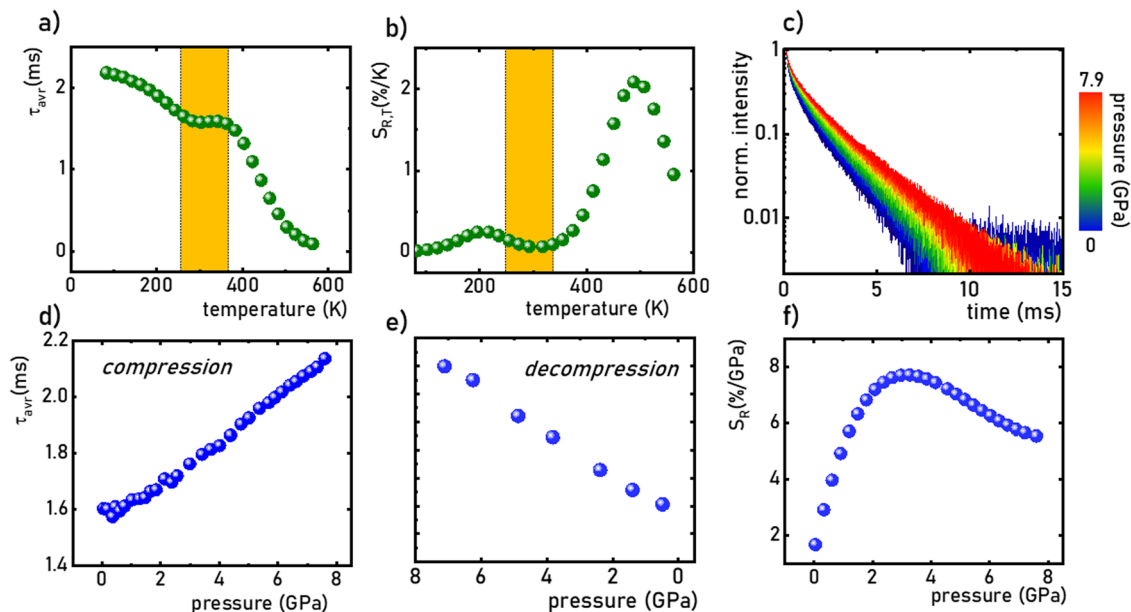 a)
τavr(ms)
2
1
0
0 200 400 600
temperature (K)
b)
SR,T(%/K)
2
1
0
200 400 600
temperature (K)
c)
norm. intensity
1
0.1
0.01
0 5 10 15
time (ms)
7.9
pressure (GPa)
0
d)
compression
τavr(ms)
2.2
2.0
1.8
1.6
1.4
0 2 4 6 8
pressure (GPa)
e)
decompression
8 6 4 2 0
pressure (GPa)
f)
SR(%/GPa)
8
6
4
2
0 2 4 6 8
pressure (GPa)